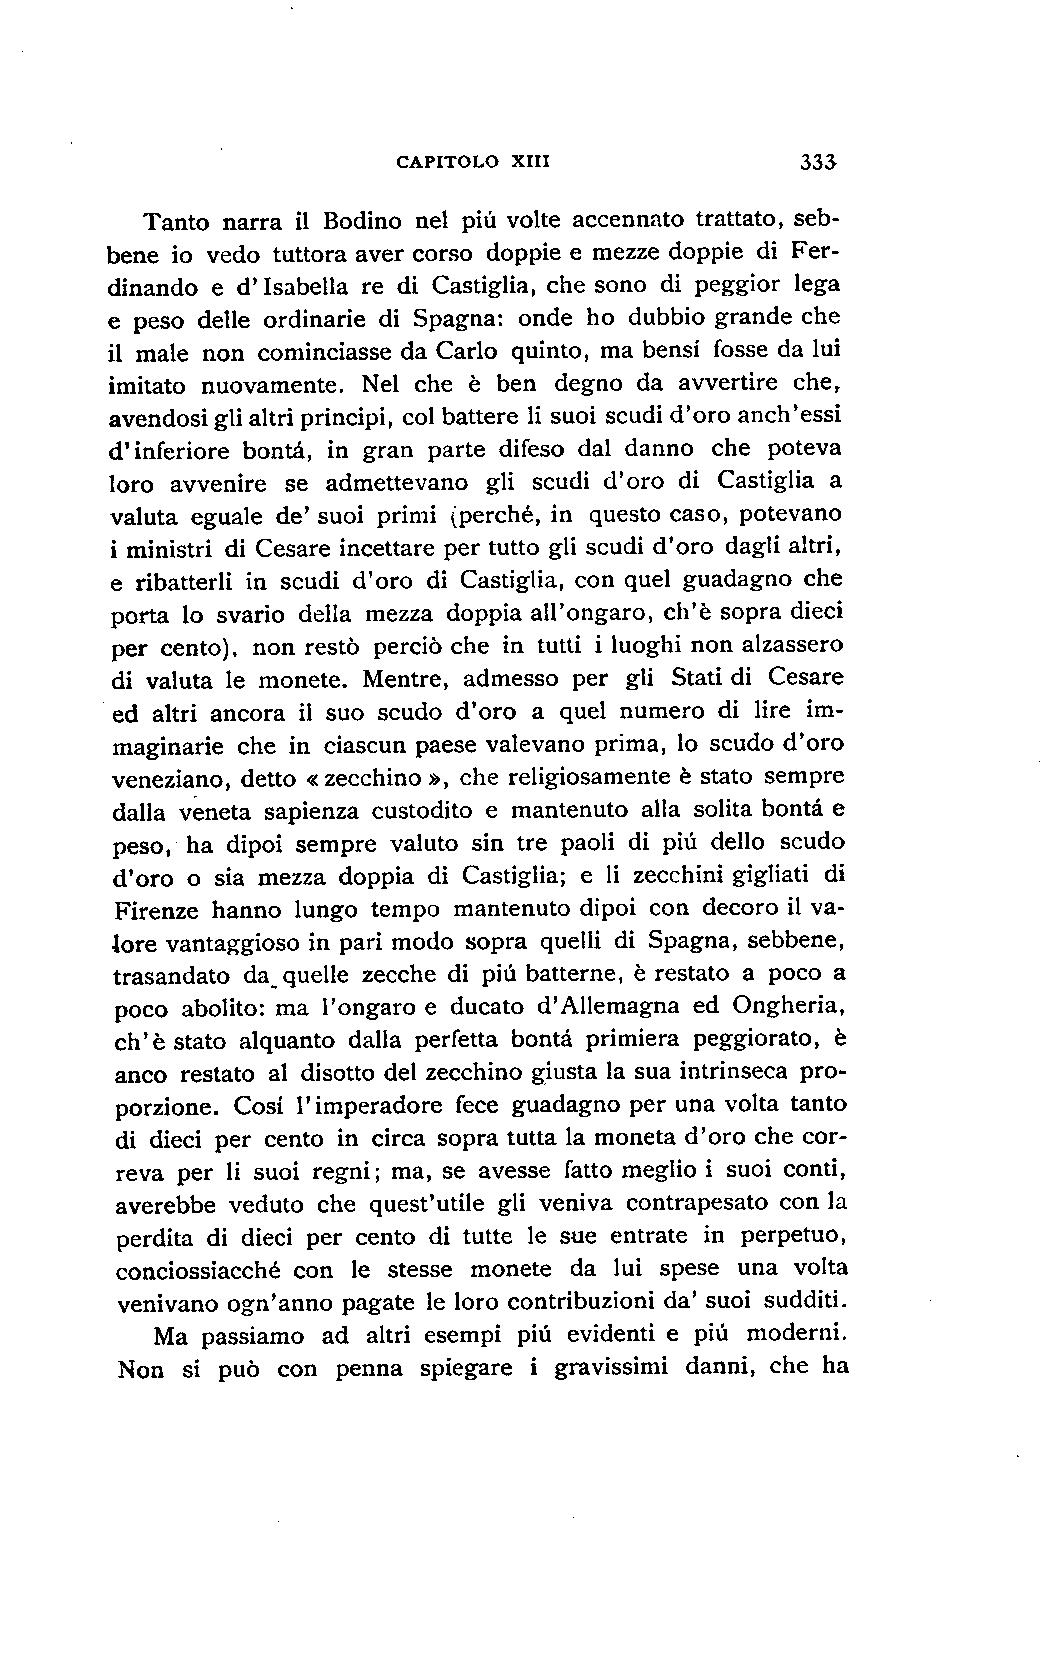 CAPITOLO XIII 333
Tanto narra il Bodino nel piú volte accennato trattato, seb-
bene io vedo tuttora aver corso doppie e mezze doppie di Fer-
dinando e d'Isabella re di Castiglia, che sono di peggior lega
e peso delle ordinarie di Spagna: onde ho dubbio grande che
il male non cominciasse da Carlo quinto, ma bensí fosse da lui
imitato nuovamente. Nel che è ben degno da avvertire che,
avendosi gli altri principi, col battere li suoi scudi d'oro anch'essi
d'inferiore bontá, in gran parte difeso dal danno che poteva
loro avvenire se admettevano gli scudi d'oro di Castiglia a
valuta eguale de' suoi primi (perché, in questo caso, potevano
i ministri di Cesare incettare per tutto gli scudi d'oro dagli altri,
e ribatterli in scudi d'oro di Castiglia, con quel guadagno che
porta lo svario della mezza doppia all'ongaro, ch'è sopra dieci
per cento), non restò perciò che in tutti i luoghi non alzassero
di valuta le monete. Mentre, admesso per gli Stati di Cesare
ed altri ancora il suo scudo d'oro a quel numero di lire im-
maginarie che in ciascun paese valevano prima, lo scudo d'oro
veneziano, detto « zecchino », che religiosamente è stato sempre
dalla veneta sapienza custodito e mantenuto alla solita bontá e
peso, ha dipoi sempre valuto sin tre paoli di piú dello scudo
d'oro o sia mezza doppia di Castiglia; e li zecchini gigliati di
Firenze hanno lungo tempo mantenuto dipoi con decoro il va-
lore vantaggioso in pari modo sopra quelli di Spagna, sebbene,
trasandato da quelle zecche di piú batterne, è restato a poco a
poco abolito: ma l'ongaro e ducato d'Allemagna ed Ongheria,
ch'è stato alquanto dalla perfetta bontá primiera peggiorato, è
anco restato al disotto del zecchino giusta la sua intrinseca pro-
porzione. Cosí l'imperadore fece guadagno per una volta tanto
di dieci per cento in circa sopra tutta la moneta d'oro che cor-
reva per li suoi regni; ma, se avesse fatto meglio i suoi conti,
averebbe veduto che quest'utile gli veniva contrapesato con la
perdita di dieci per cento di tutte le sue entrate in perpetuo,
conciossiacché con le stesse monete da lui spese una volta
venivano ogn'anno pagate le loro contribuzioni da' suoi sudditi.
Ma passiamo ad altri esempi piú evidenti e piú moderni.
Non si può con penna spiegare i gravissimi danni, che ha